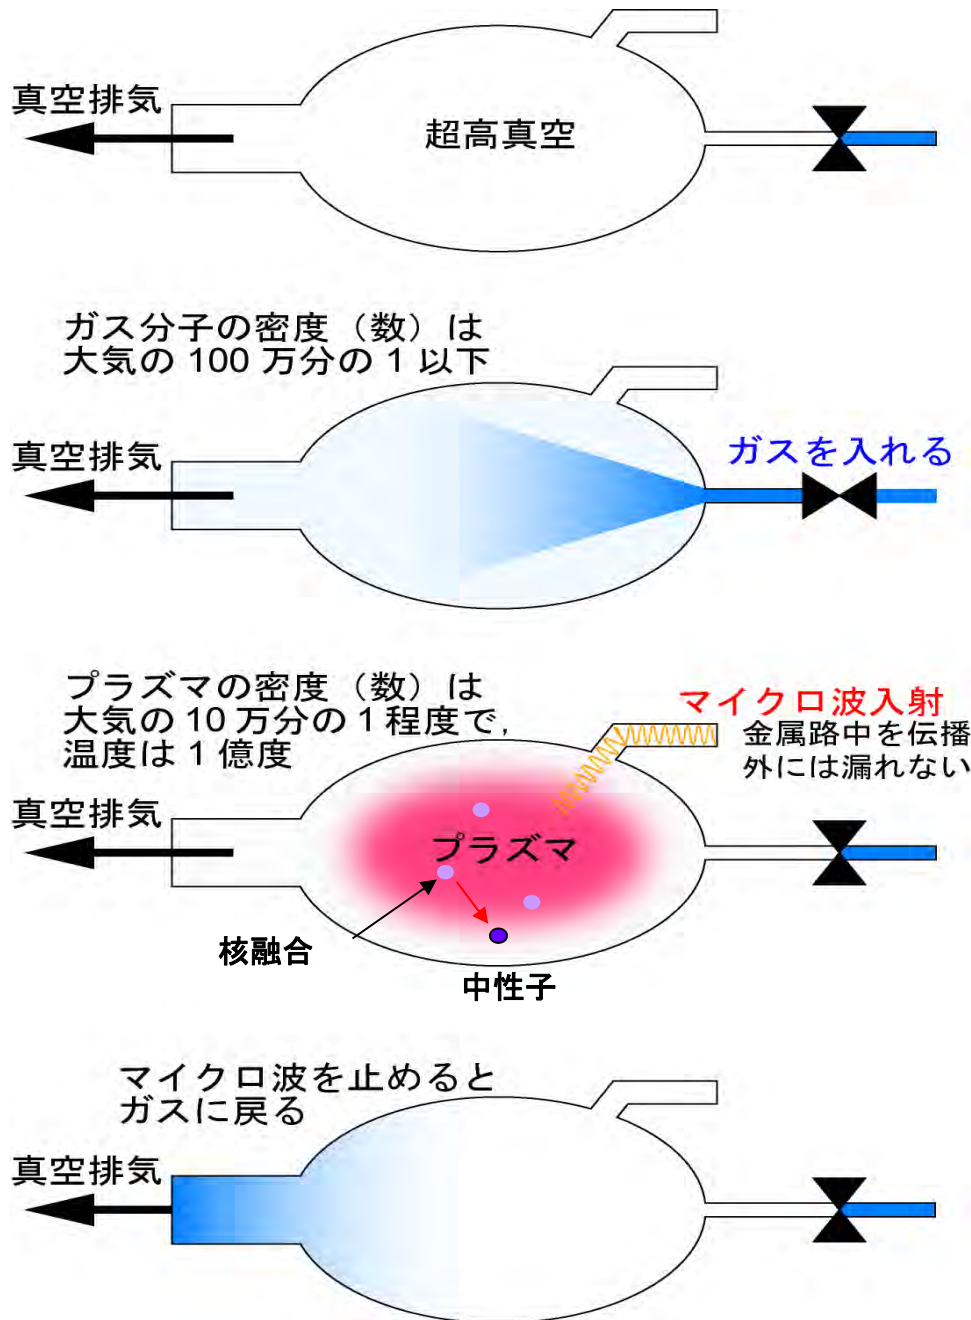 真空排気
超高真空
ガス分子の密度（数）は
大気の 100 万分の 1 以下
真空排気
ガスを入れる
プラズマの密度（数）は
大気の 10 万分の 1 程度で,
温度は 1 億度
マイクロ波入射
金属路中を伝播
外には漏れない
真空排気
プラズマ
核融合
中性子
マイクロ波を止めると
ガスに戻る
真空排気